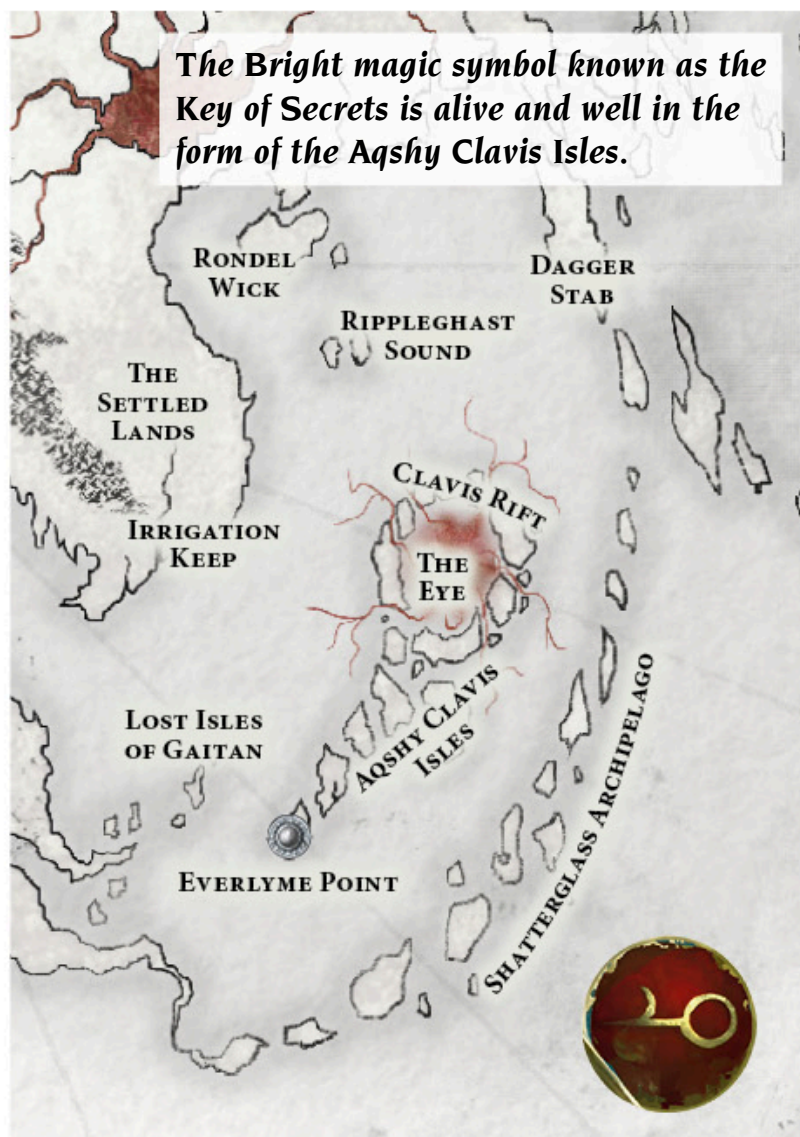 The Bright magic symbol known as the
Key of Secrets is alive and well in the
form of the Aqshy Clavis Isles.
Rondel
Wick
Dagger
Stab
Rippleghast
Sound
The
Settled
Lands
Clavis Rift
Irrigation
Keep
The
Eye
Aqshy Clavis
Isles
Lost Isles
of Gaitan
Shatterglass Archipelago
Everlyme Point